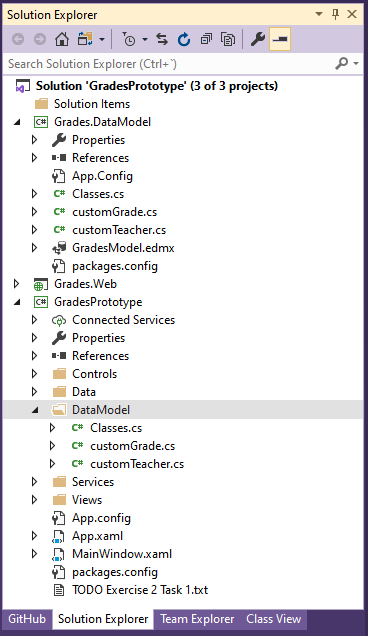 Solution Explorer
Search Solution Explorer (Ctrl+¨)
Solution 'GradesPrototype' (3 of 3 projects)
Solution Items
C# Grades.DataModel
Properties
References
App.Config
C# Classes.cs
C# customGrade.cs
C# customTeacher.cs
GradesModel.edmx
packages.config
Grades.Web
C# GradesPrototype
Connected Services
Properties
References
Controls
Data
DataModel
C# Classes.cs
C# customGrade.cs
C# customTeacher.cs
Services
Views
App.config
App.xaml
MainWindow.xaml
packages.config
TODO Exercise 2 Task 1.txt
GitHub Solution Explorer Team Explorer Class View